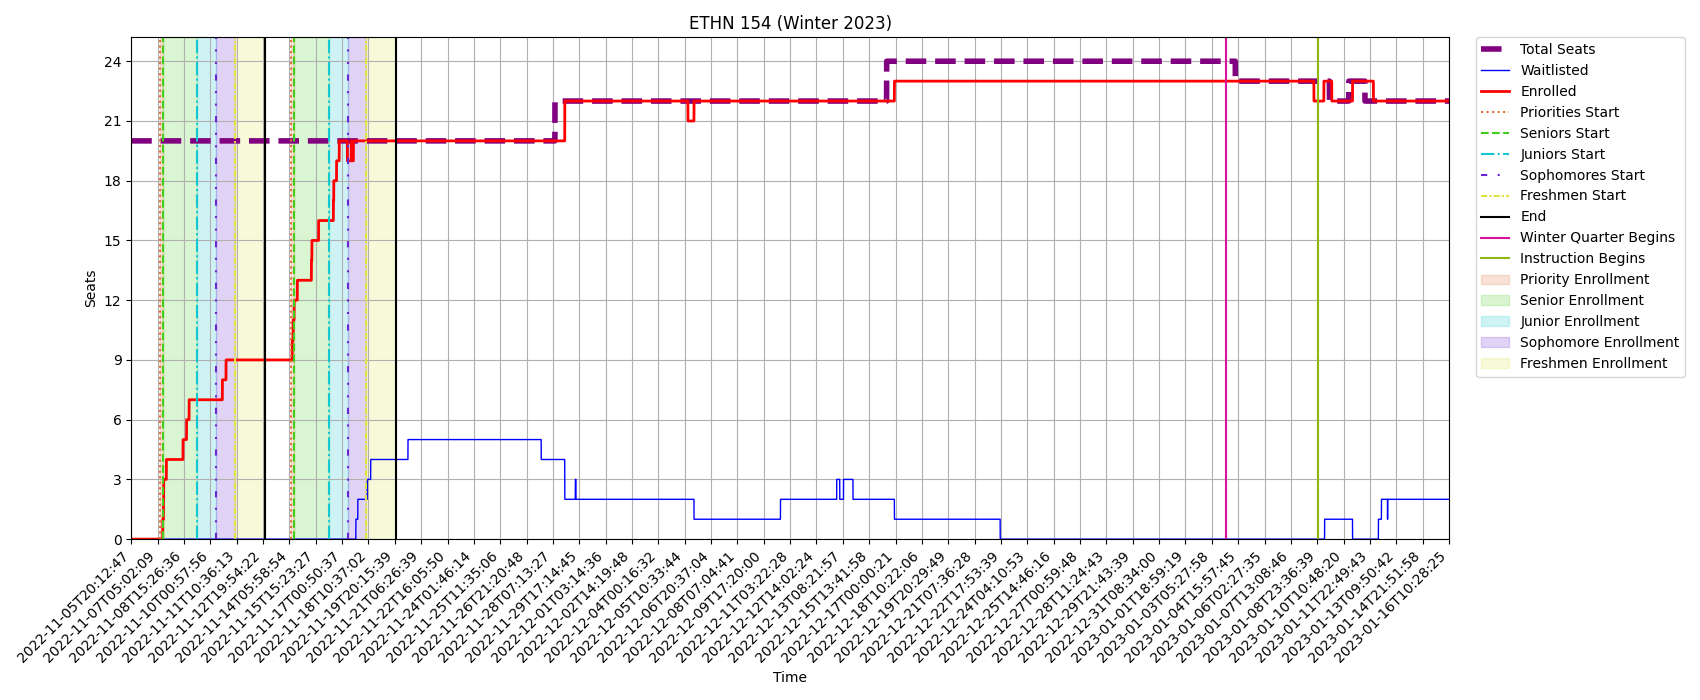 ETHN 154 (Winter 2023)
Seats
24
21
18
15
12
9
6
3
0
2022-11-05T20:12:47
2022-11-07T05:02:09
2022-11-08T15:26:36
2022-11-10T00:57:56
2022-11-11T10:36:13
2022-11-12T19:54:22
2022-11-14T05:58:54
2022-11-15T15:23:27
2022-11-17T00:50:37
2022-11-18T10:37:02
2022-11-19T20:15:39
2022-11-21T06:26:39
2022-11-22T16:05:50
2022-11-24T01:46:14
2022-11-25T11:35:06
2022-11-26T21:20:48
2022-11-28T07:13:27
2022-11-29T17:14:45
2022-12-01T03:14:36
2022-12-02T14:19:48
2022-12-04T00:16:32
2022-12-05T10:33:44
2022-12-06T20:37:04
2022-12-08T07:04:41
2022-12-09T17:20:00
2022-12-11T03:22:28
2022-12-12T14:02:24
2022-12-13T08:21:57
2022-12-15T13:41:58
2022-12-17T00:00:21
2022-12-18T10:22:06
2022-12-19T20:29:49
2022-12-21T07:36:28
2022-12-22T17:53:39
2022-12-24T04:10:53
2022-12-25T14:46:16
2022-12-27T00:59:48
2022-12-28T11:24:43
2022-12-29T21:43:39
2022-12-31T08:34:00
2023-01-01T18:59:19
2023-01-03T05:27:58
2023-01-04T15:57:45
2023-01-06T02:27:35
2023-01-07T13:08:46
2023-01-08T23:36:39
2023-01-10T10:48:20
2023-01-11T22:49:43
2023-01-13T09:50:42
2023-01-14T21:51:58
2023-01-16T10:28:25
Time
Total Seats
Waitlisted
Enrolled
Priorities Start
Seniors Start
Juniors Start
Sophomores Start
Freshmen Start
End
Winter Quarter Begins
Instruction Begins
Priority Enrollment
Senior Enrollment
Junior Enrollment
Sophomore Enrollment
Freshmen Enrollment